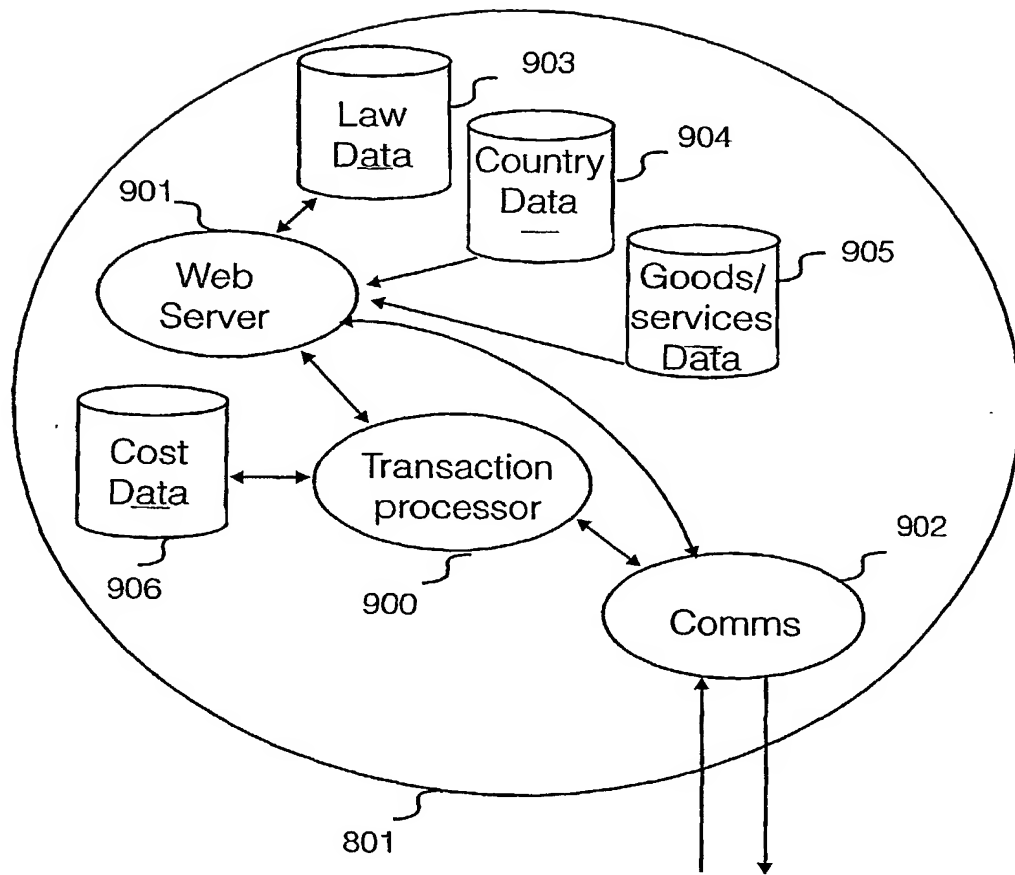 903
Law
Data
904
Country
Data
901
905
Web
Server
Goods/
services
Data
Cost
Data
Transaction
processor
902
906
900
Comms
801